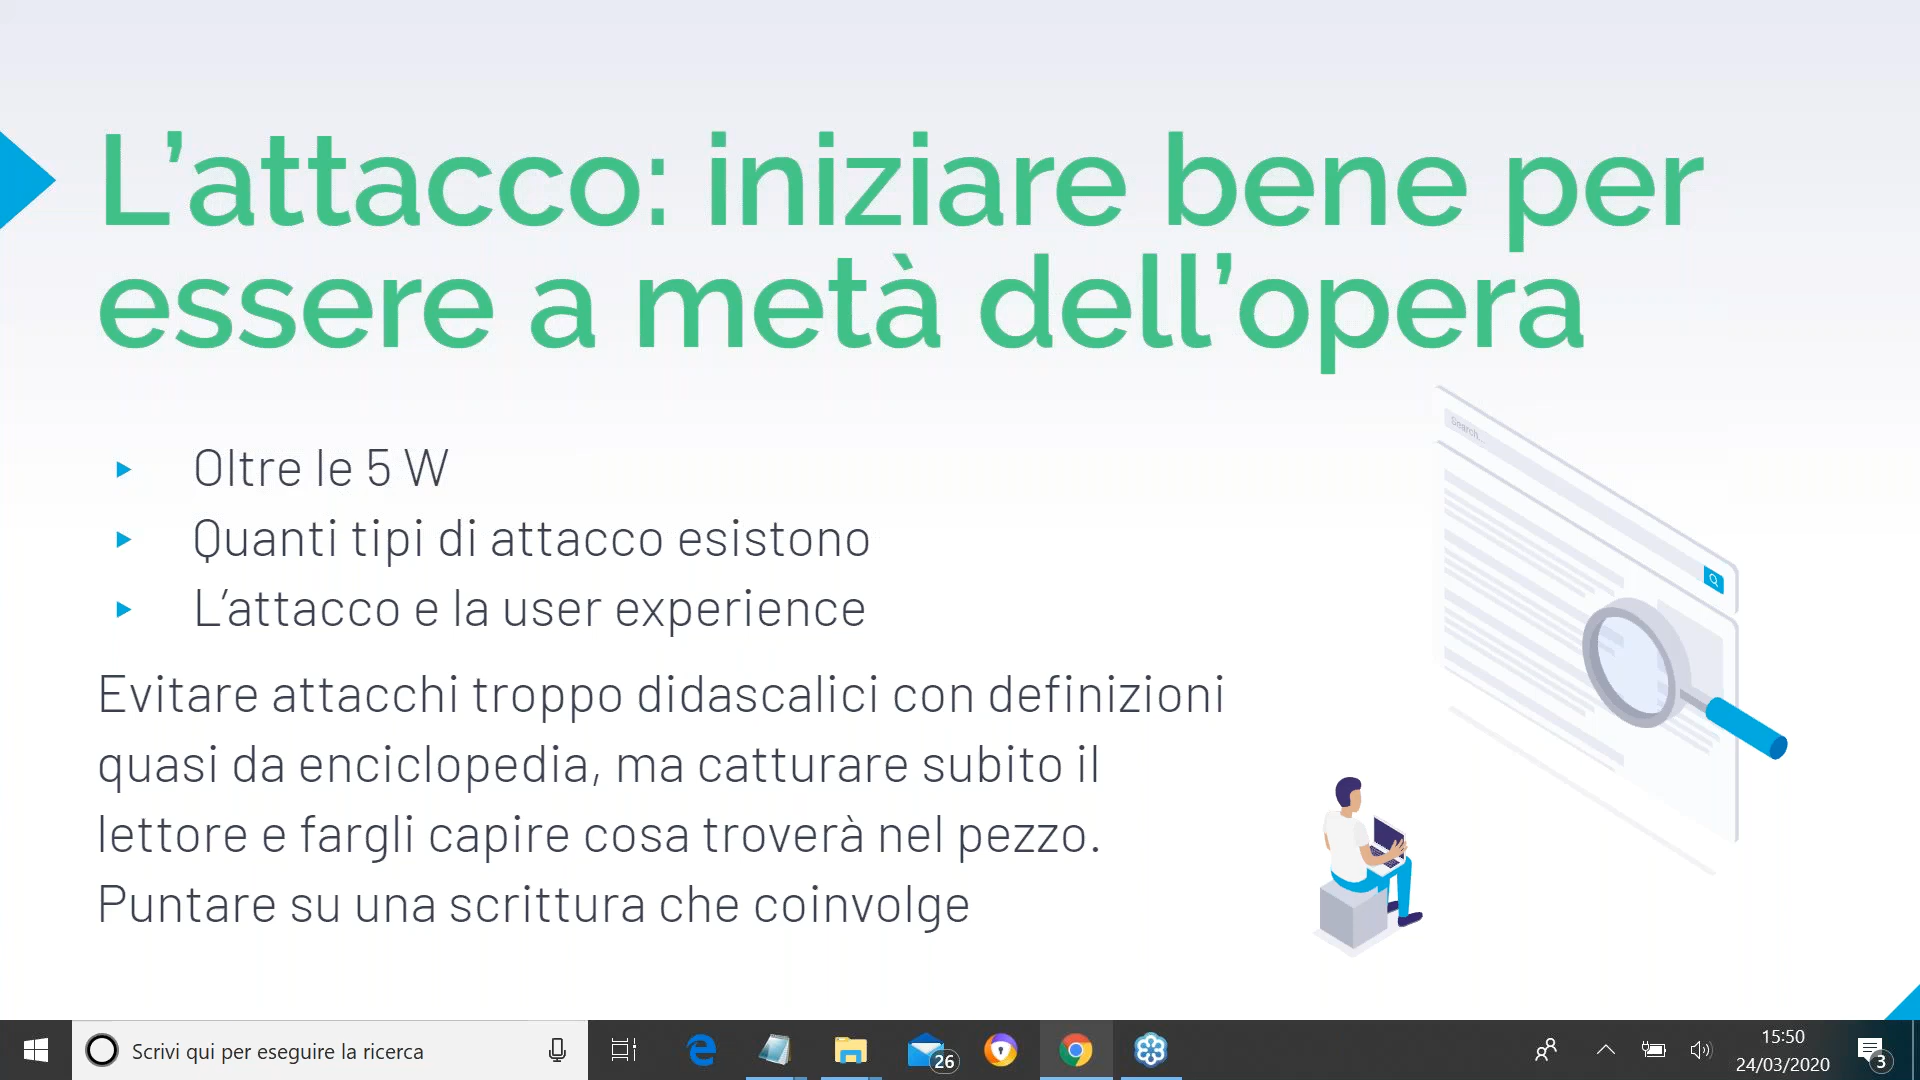 L’attacco: iniziare bene per
essere a metà dell’opera
Oltre le 5 W
Quanti tipi di attacco esistono
L’attacco e la user experience
Evitare attacchi troppo didascalici con definizioni
quasi da enciclopedia, ma catturare subito il
lettore e fargli capire cosa troverà nel pezzo.
Puntare su una scrittura che coinvolge
Search...
Scrivi qui per eseguire la ricerca
26
15:50
24/03/2020
3